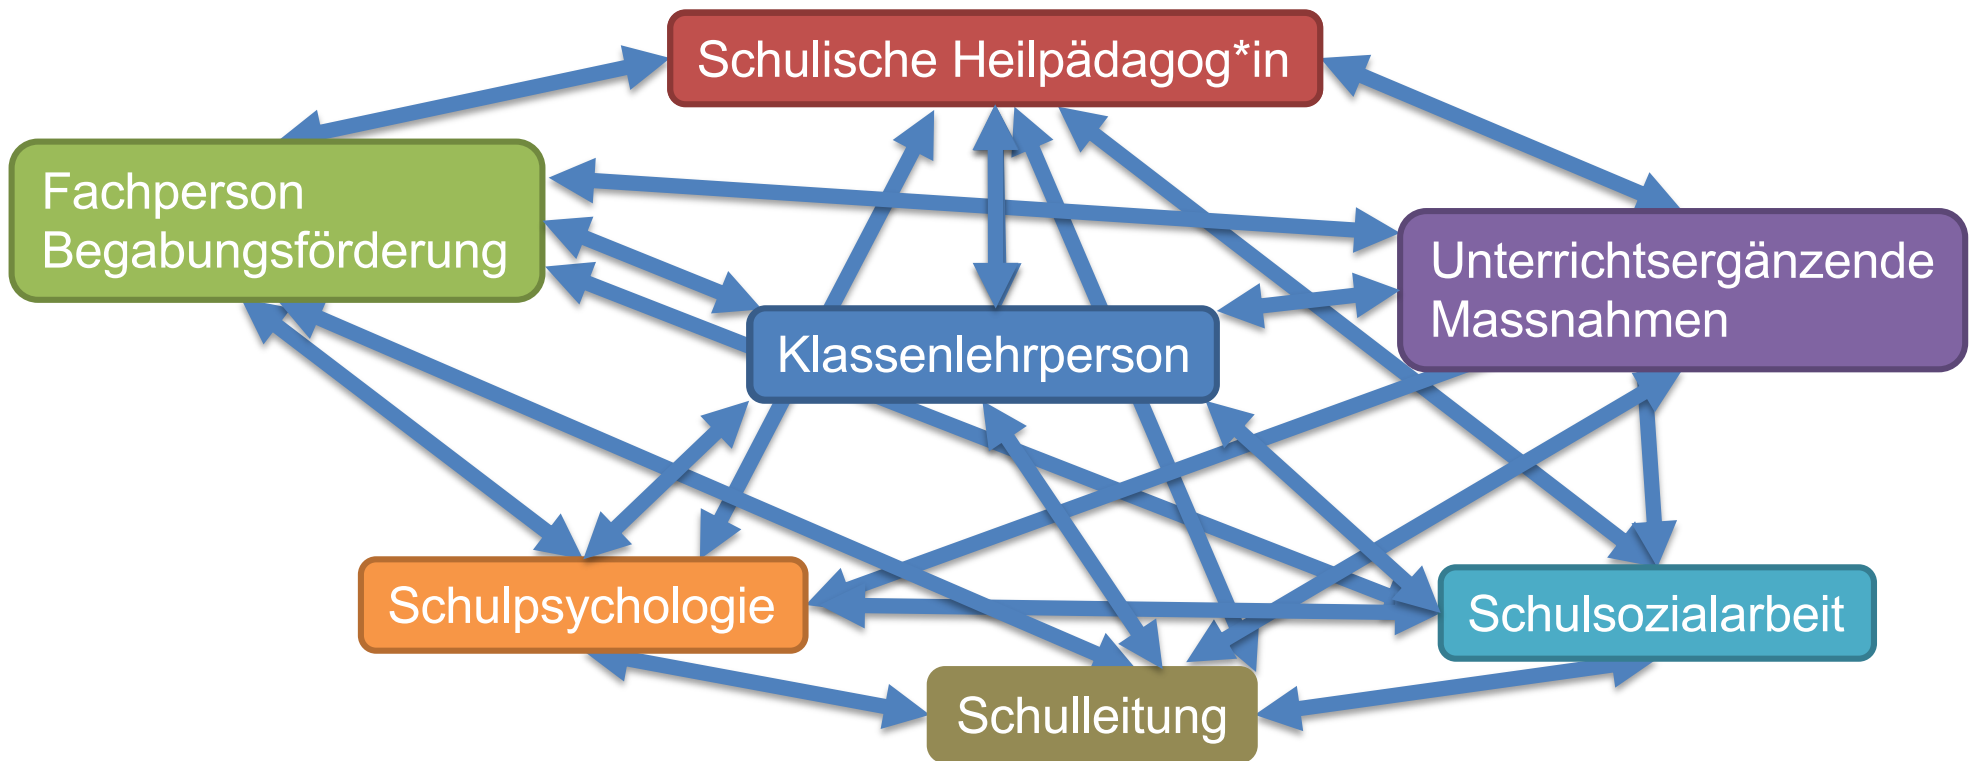 Schulische Heilpädagog*in
Fachperson
Begabungsförderung
Unterrichtsergänzende
Massnahmen
Klassenlehrperson
Schulpsychologie
Schulsozialarbeit
Schulleitung